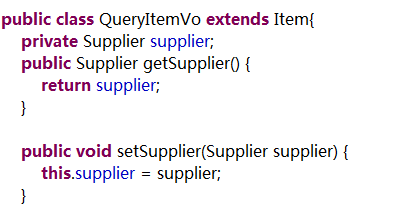 public class QueryItemVo extends Item{
private Supplier supplier;
public Supplier getSupplier() {
return supplier;
}
public void setSupplier(Supplier supplier) {
this.supplier = supplier;
}